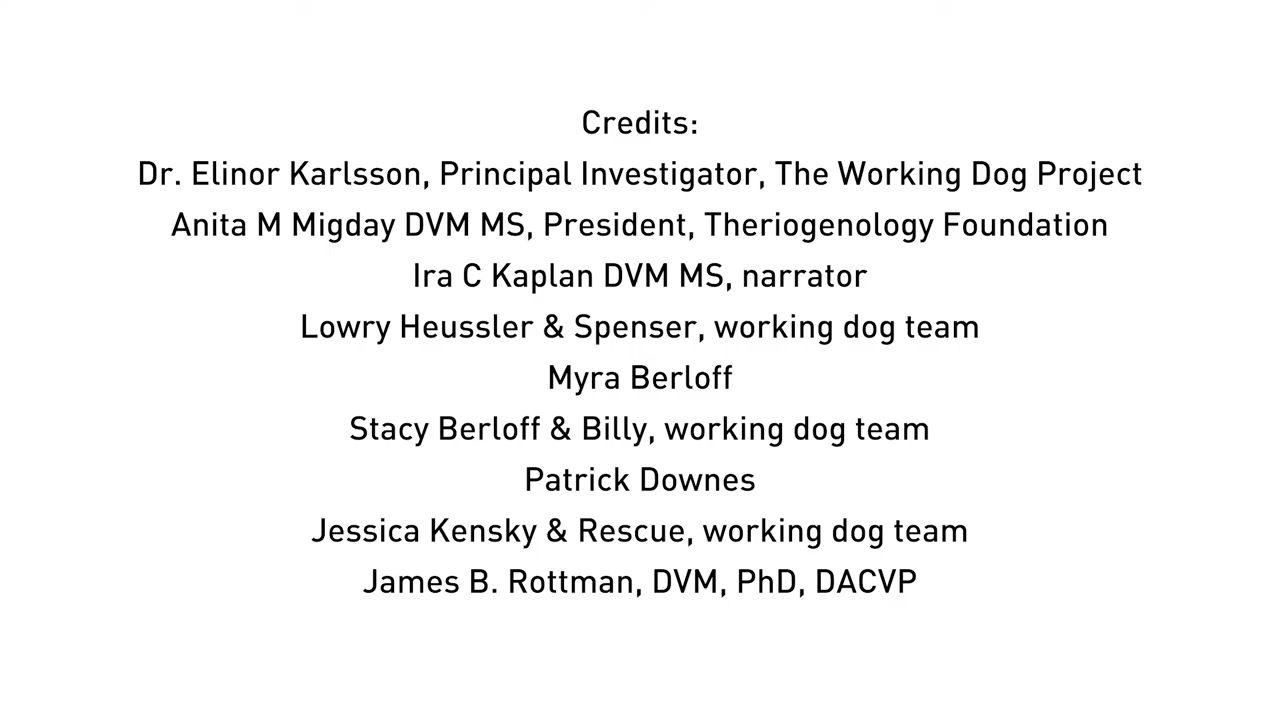 Credits:
Dr. Elinor Karlsson, Principal Investigator, The Working Dog Project
Anita M Migday DVM MS, President, Theriogenology Foundation
Ira C Kaplan DVM MS, narrator
Lowry Heussler & Spenser, working dog team
Myra Berloff
Stacy Berloff & Billy, working dog team
Patrick Downes
Jessica Kensky & Rescue, working dog team
James B. Rottman, DVM, PhD, DACVP